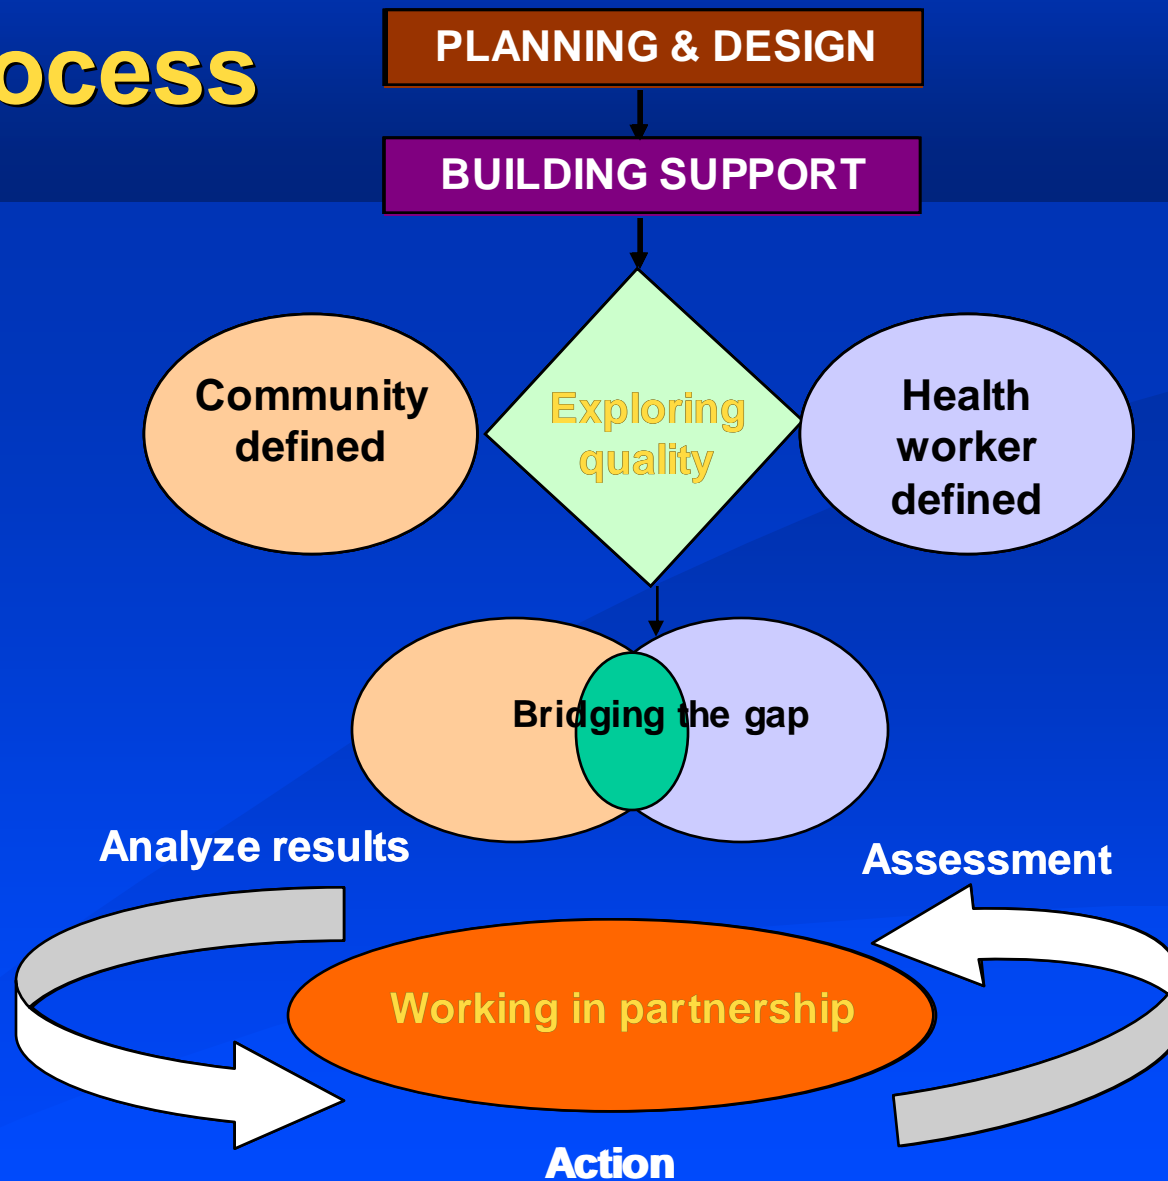 ocess
PLANNING & DESIGN
BUILDING SUPPORT
Community
defined
Exploring
quality
Health
worker
defined
Bridging the gap
Analyze results
Assessment
Working in partnership
Action